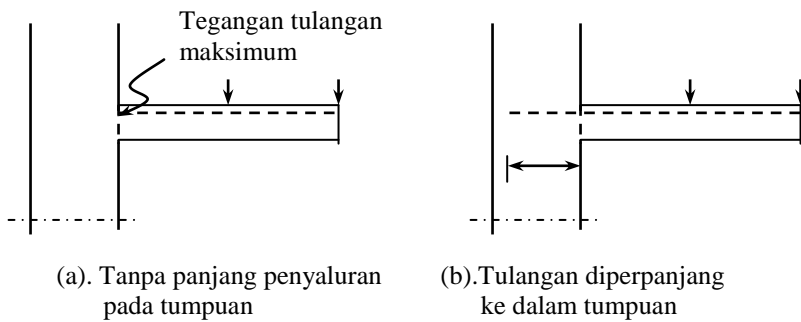 Tegangan tulangan
maksimum
(a). Tanpa panjang penyaluran
pada tumpuan
(b).Tulangan diperpanjang
ke dalam tumpuan